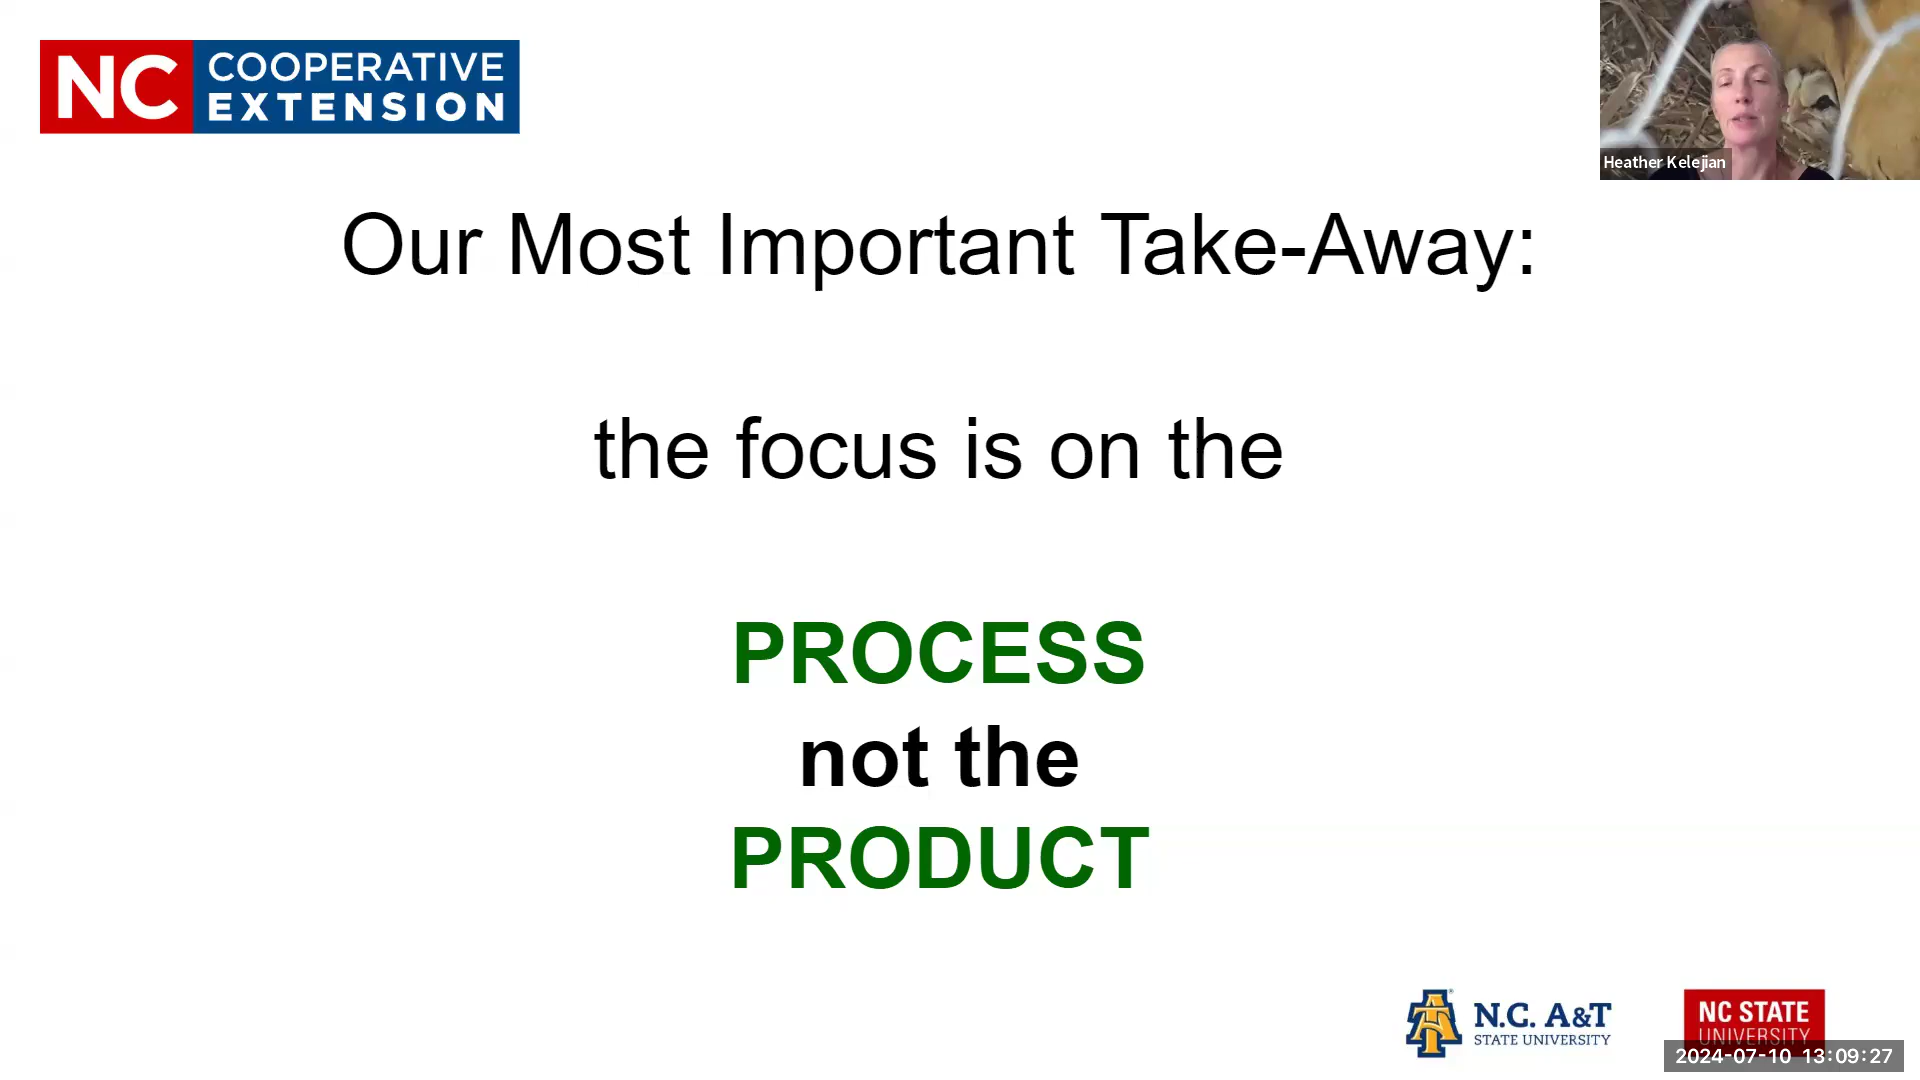 NC COOPERATIVE
EXTENSION
Heather Kelejian
Our Most Important Take-Away:
the focus is on the
PROCESS
not the
PRODUCT
N.C. A&T
STATE UNIVERSITY
NC STATE
UNIVERSITY
2024-07-10 13:09:27